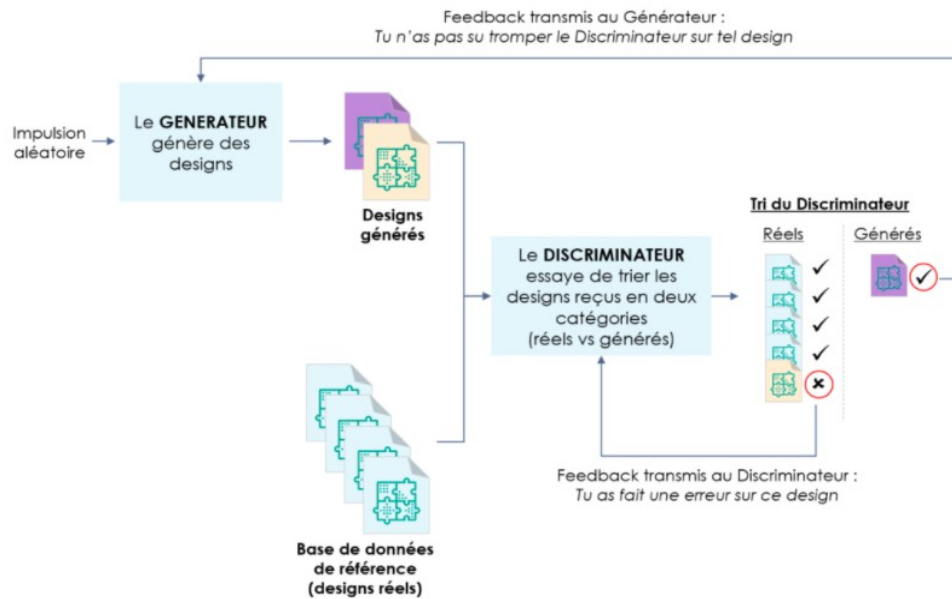 Feedback transmis au Générateur :
Tu n'as pas su tromper le Discriminateur sur tel design
Impulsion
aléatoire
Le GENERATEUR
génère des
designs
Designs
générés
Tri du Discriminateur
Réels
Générés
Le DISCRIMINATEUR
essaye de trier les
designs reçus en deux
catégories
(réels vs générés)
Feedback transmis au Discriminateur :
Tu as fait une erreur sur ce design
Base de données
de référence
(designs réels)